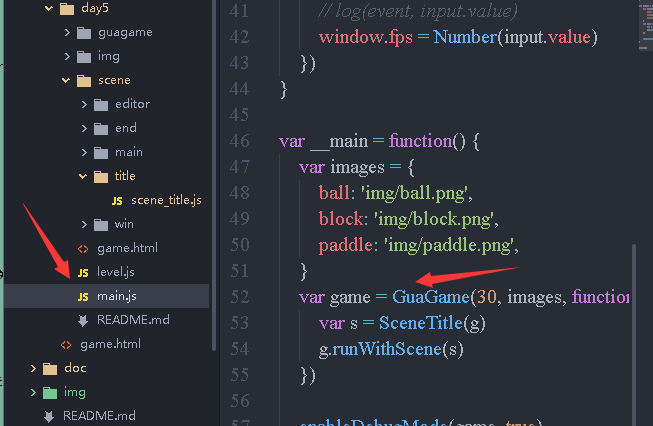 day5
guagame
img
scene
editor
end
main
title
scene_title.js
win
game.html
level.js
main.js
README.md
game.html
doc
img
README.md
41 // log(event, input.value)
42 window.fps = Number(input.value)
43 })
44 }
45
46 var __main = function() {
47 var images = {
48 ball: 'img/ball.png',
49 block: 'img/block.png',
50 paddle: 'img/paddle.png',
51 }
52 var game = GuaGame(30, images, function
53 var s = SceneTitle(g)
54 g.runWithScene(s)
55 })
56
57 enableDebugMode(game, true)